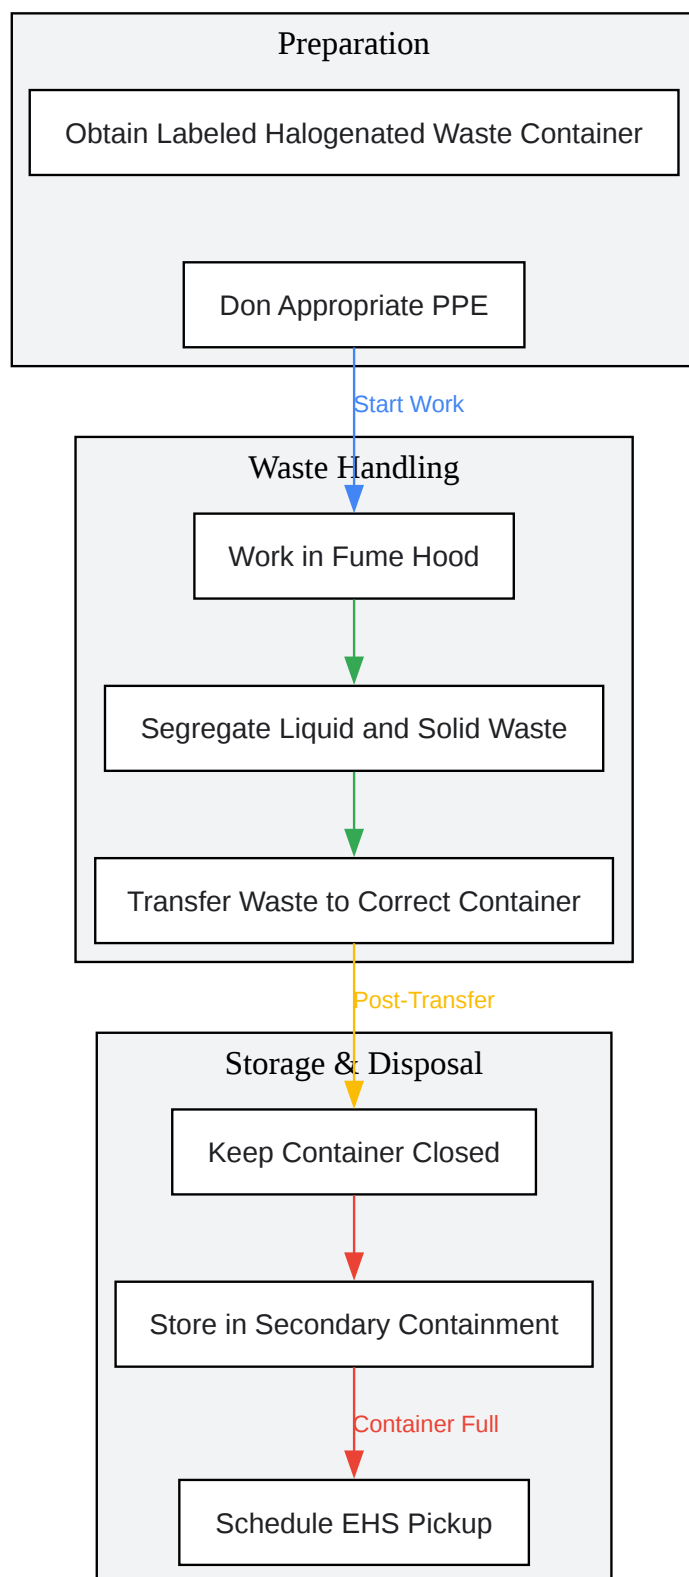 Preparation
Obtain Labeled Halogenated Waste Container
Don Appropriate PPE
Start Work
Waste Handling
Work in Fume Hood
Segregate Liquid and Solid Waste
Transfer Waste to Correct Container
Post-Transfer
Storage & Disposal
Keep Container Closed
Store in Secondary Containment
Container Full
Schedule EHS Pickup